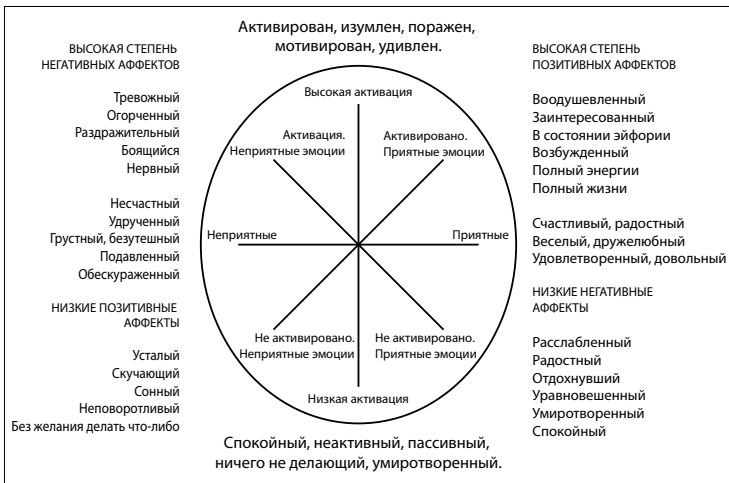 Активирован, изумлен, поражен,
мотивирован, удивлен.
ВЫСОКАЯ СТЕПЕНЬ
НЕГАТИВНЫХ АФФЕКТОВ
Тревожный
Огорченный
Раздражительный
Боящийся
Нервный
Несчастный
Удрученный
Грустный, безутешный
Подавленный
Обескураженный
НИЗКИЕ ПОЗИТИВНЫЕ
АФФЕКТЫ
Усталый
Скучающий
Сонный
Неповоротливый
Без желания делать что-либо
Высокая активация
Активация.
Неприятные эмоции
Активировано.
Приятные эмоции
Неприятные
Приятные
Не активировано.
Неприятные эмоции
Не активировано.
Приятные эмоции
Низкая активация
ВЫСОКАЯ СТЕПЕНЬ
ПОЗИТИВНЫХ АФФЕКТОВ
Воодушевленный
Заинтересованный
В состоянии эйфории
Возбужденный
Полный энергии
Полный жизни
Счастливый, радостный
Веселый, дружелюбный
Удовлетворенный, довольный
НИЗКИЕ НЕГАТИВНЫЕ
АФФЕКТЫ
Расслабленный
Радостный
Отдохнувший
Уравновешенный
Умиротворенный
Спокойный
Спокойный, неактивный, пассивный,
ничего не делающий, умиротворенный.